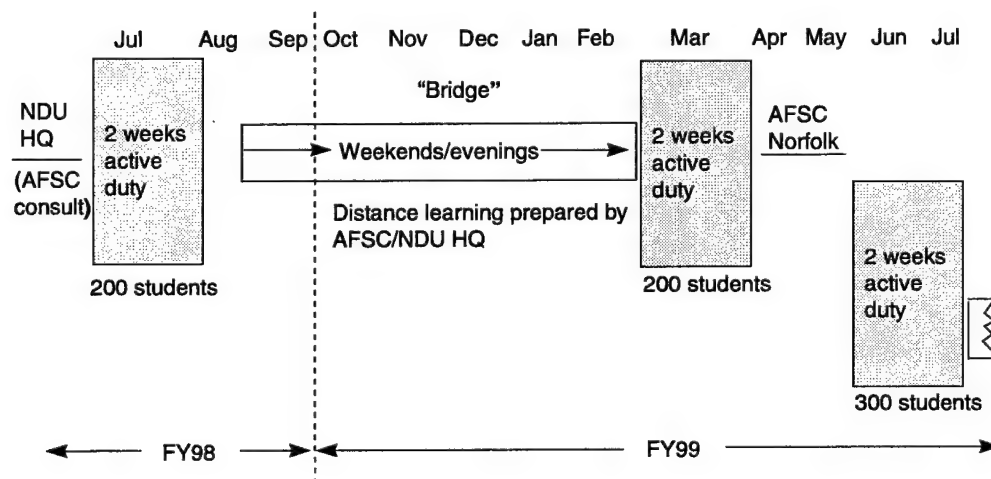 Jul Aug Sep Oct Nov Dec Jan Feb Mar Apr May Jun Jul
NDU
HQ
(AFSC
consult)
2 weeks
active
duty
200 students
“Bridge”
Weekends/evenings
Distance learning prepared by
AFSC/NDU HQ
2 weeks
active
duty
200 students
AFSC
Norfolk
2 weeks
active
duty
300 students
FY98
FY99